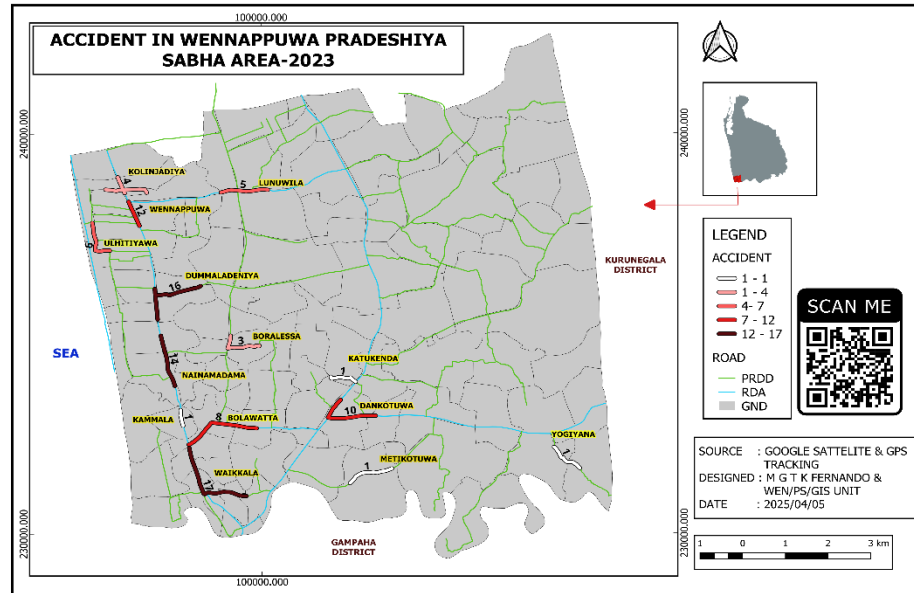 ACCIDENT IN WENNAPPUWA PRADESHIYA
SABHA AREA-2023
100000.000
240000.000
240000.000
KOLINJADIYA
4
5
LUNUWILA
12
WENNAPPUWA
ULHITIYAWA
6
DUMMALADENIYA
16
KURUNEGALA
DISTRICT
SEA
BORALESSA
3
14
NAINAMADAMA
KATUKENDA
1
KAMMALA
1
8
BOLAWATTA
10
DANKOTUWA
YOGIYANA
1
METIKOTUWA
1
WAIKKALA
17
GAMPAHA
DISTRICT
230000.000
230000.000
100000.000
LEGEND
ACCIDENT
1 - 1
1 - 4
4- 7
7 - 12
12 - 17
ROAD
PRDD
RDA
GND
SCAN ME
SOURCE : GOOGLE SATTELITE & GPS
TRACKING
DESIGNED : M G T K FERNANDO &
WEN/PS/GIS UNIT
DATE : 2025/04/05
1 0 1 2 3 km